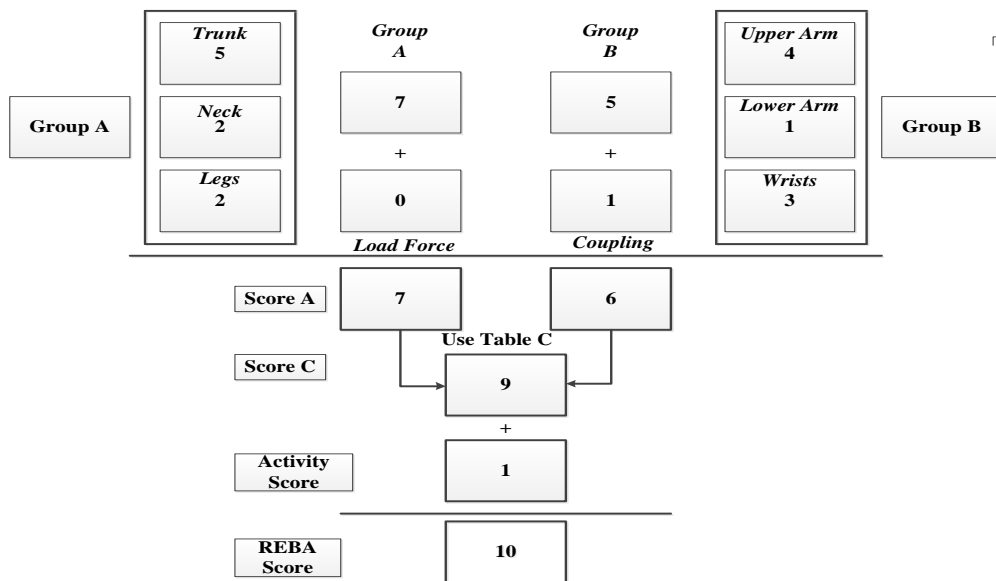 Trunk
5
Group
A
Group
B
Upper Arm
4
Group A
Neck
2
7
5
Lower Arm
1
Group B
+
+
Legs
2
0
1
Wrists
3
Load Force
Coupling
Score A
7
6
Use Table C
Score C
9
+
Activity
Score
1
REBA
Score
10